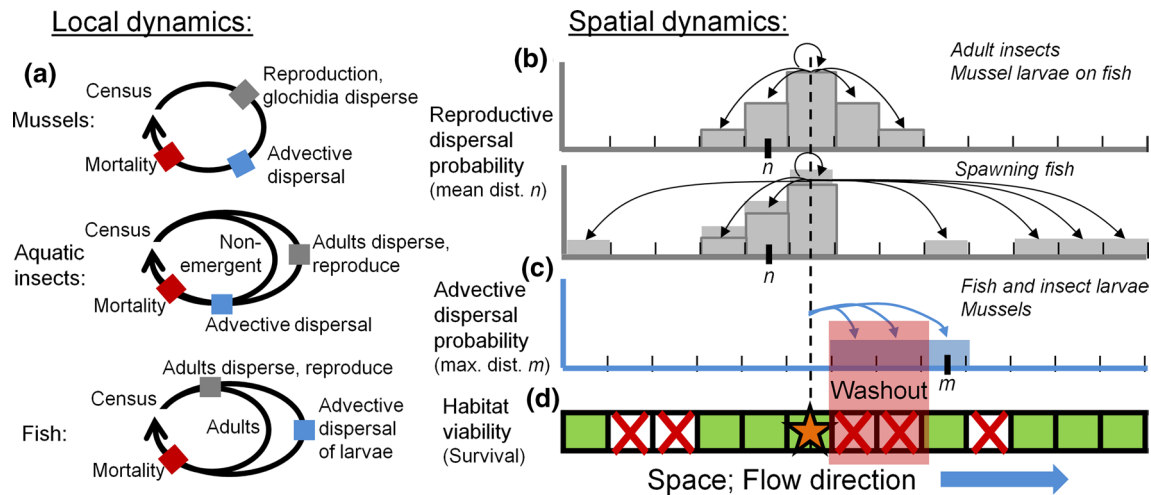 Local dynamics:
(a)
Mussels:
Census
Reproduction,
glochidia disperse
Mortality
Advective
dispersal
Aquatic
insects:
Census
Non-
emergent
Adults disperse,
reproduce
Mortality
Advective dispersal
Fish:
Adults disperse, reproduce
Census
Adults
Advective
dispersal
of larvae
Mortality
Spatial dynamics:
(b)
Adult insects
Mussel larvae on fish
Reproductive
dispersal
probability
(mean dist. n)
n
Spawning fish
n
(c)
Advective
dispersal
probability
(max. dist. m)
Fish and insect larvae
Mussels
m
Washout
(d)
Habitat
viability
(Survival)
Space; Flow direction